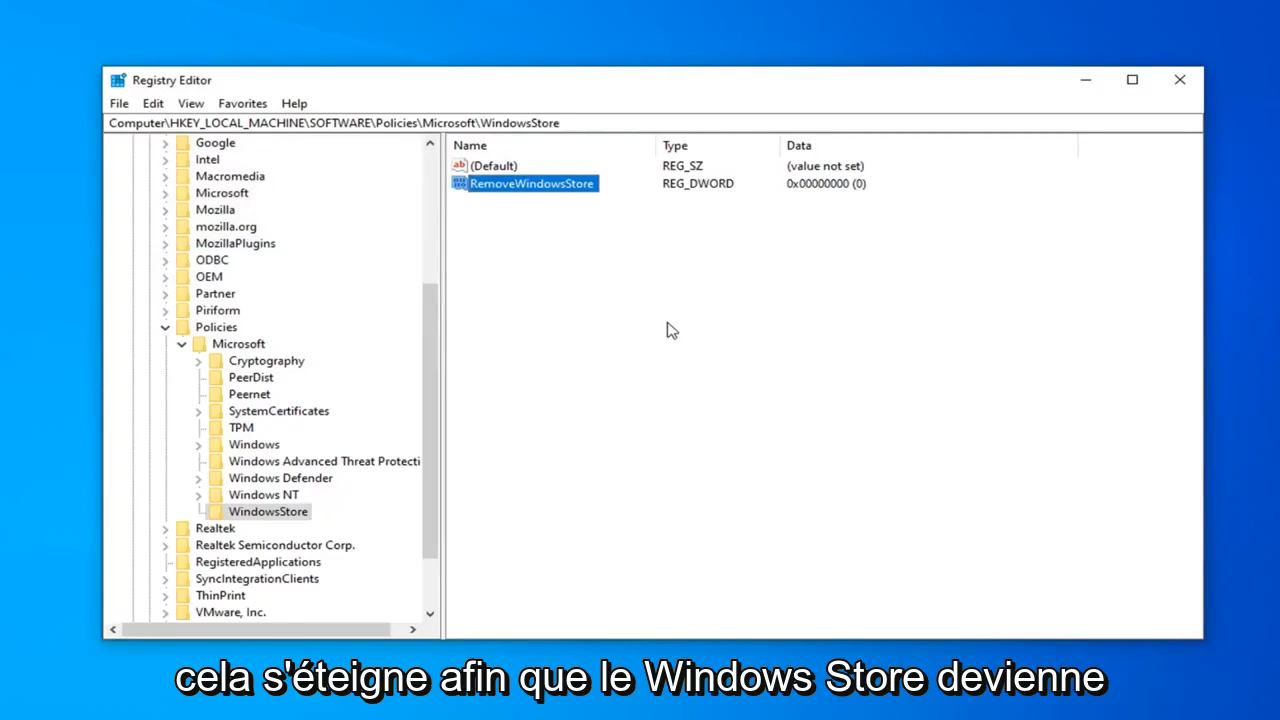 Registry Editor
File Edit View Favorites Help
Computer\HKEY_LOCAL_MACHINE\SOFTWARE\Policies\Microsoft\WindowsStore
Google
Intel
Macromedia
Microsoft
Mozilla
mozilla.org
MozillaPlugins
ODBC
OEM
Partner
Piriform
Policies
Microsoft
Cryptography
PeerDist
Peernet
SystemCertificates
TPM
Windows
Windows Advanced Threat Protecti
Windows Defender
Windows NT
WindowsStore
Realtek
Realtek Semiconductor Corp.
RegisteredApplications
SyncIntegrationClients
ThinPrint
VMware, Inc.
Name Type Data
ab (Default) REG_SZ (value not set)
RemoveWindowsStore REG_DWORD 0x00000000 (0)
cela s'éteigne afin que le Windows Store devienne